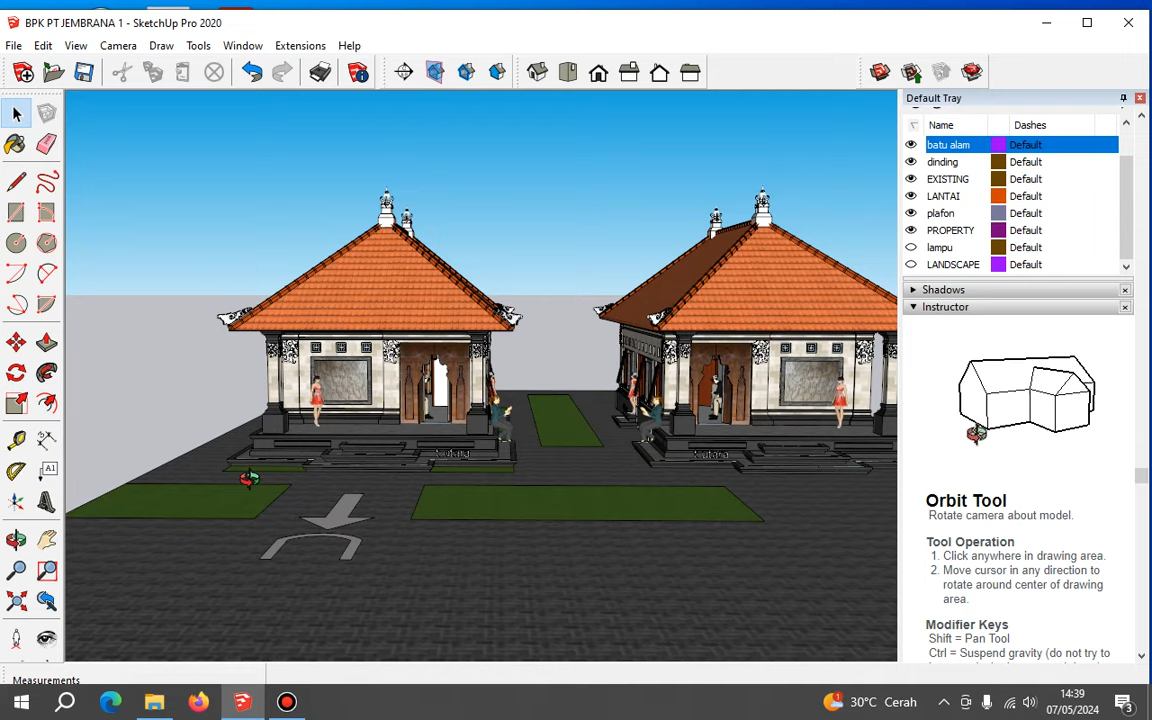 BPK PT JEMBRANA 1 - SketchUp Pro 2020
File Edit View Camera Draw Tools Window Extensions Help
Default Tray
Name Dashes
batu alam Default
dinding Default
EXISTING Default
LANTAI Default
plafon Default
PROPERTY Default
lampu Default
LANDSCAPE Default
Shadows
Instructor
A1
Orbit Tool
Rotate camera about model.
Tool Operation
1. Click anywhere in drawing area.
2. Move cursor in any direction to
rotate around center of drawing
area.
Modifier Keys
Shift = Pan Tool
Ctrl = Suspend gravity (do not try to
Measurements
1 30°C Cerah
14:39
07/05/2024
3